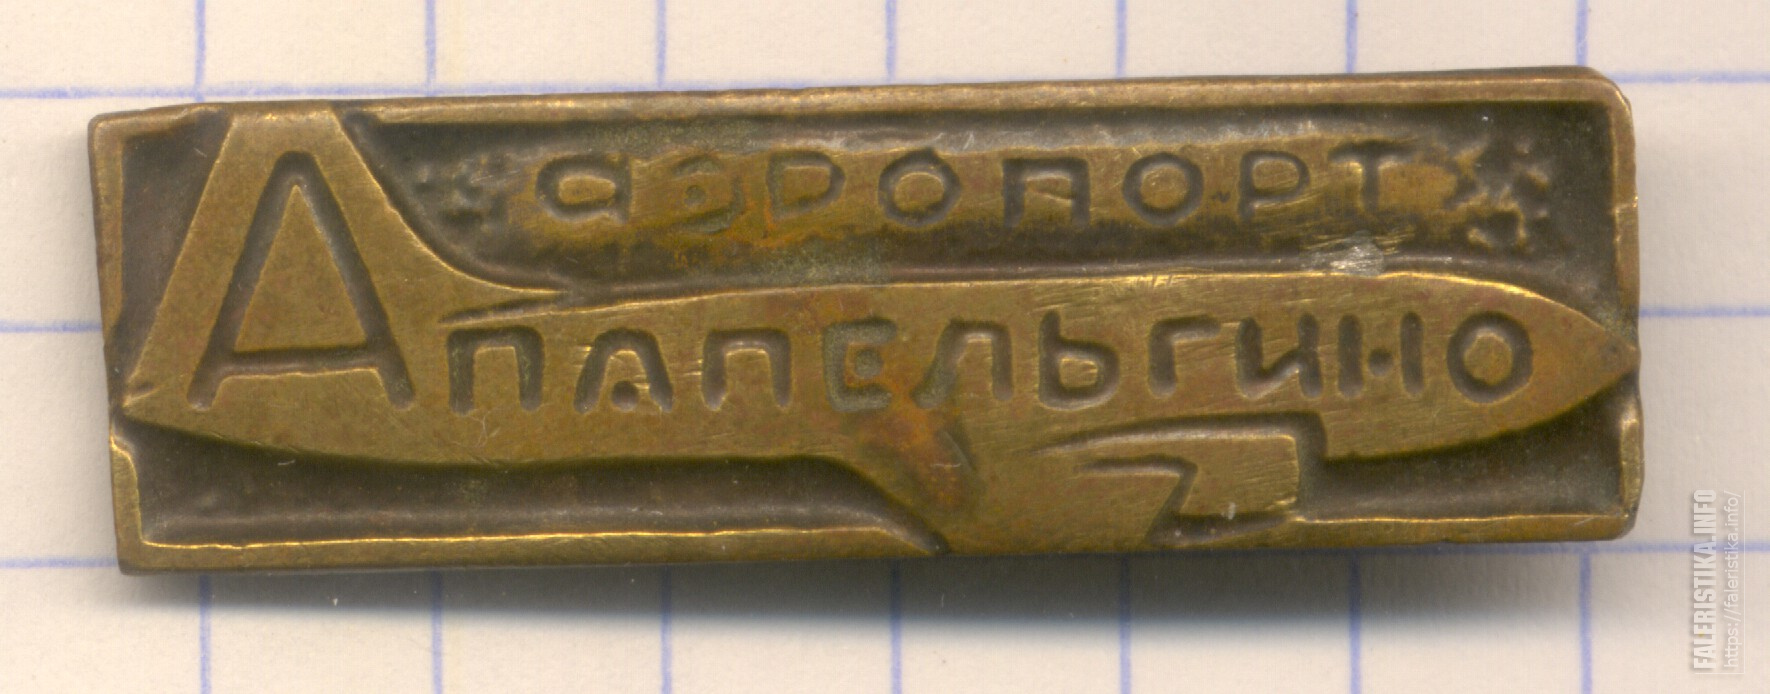 аэропорт
Апапельгино
FALERISTIKA.INFO
https://faleristika.info/